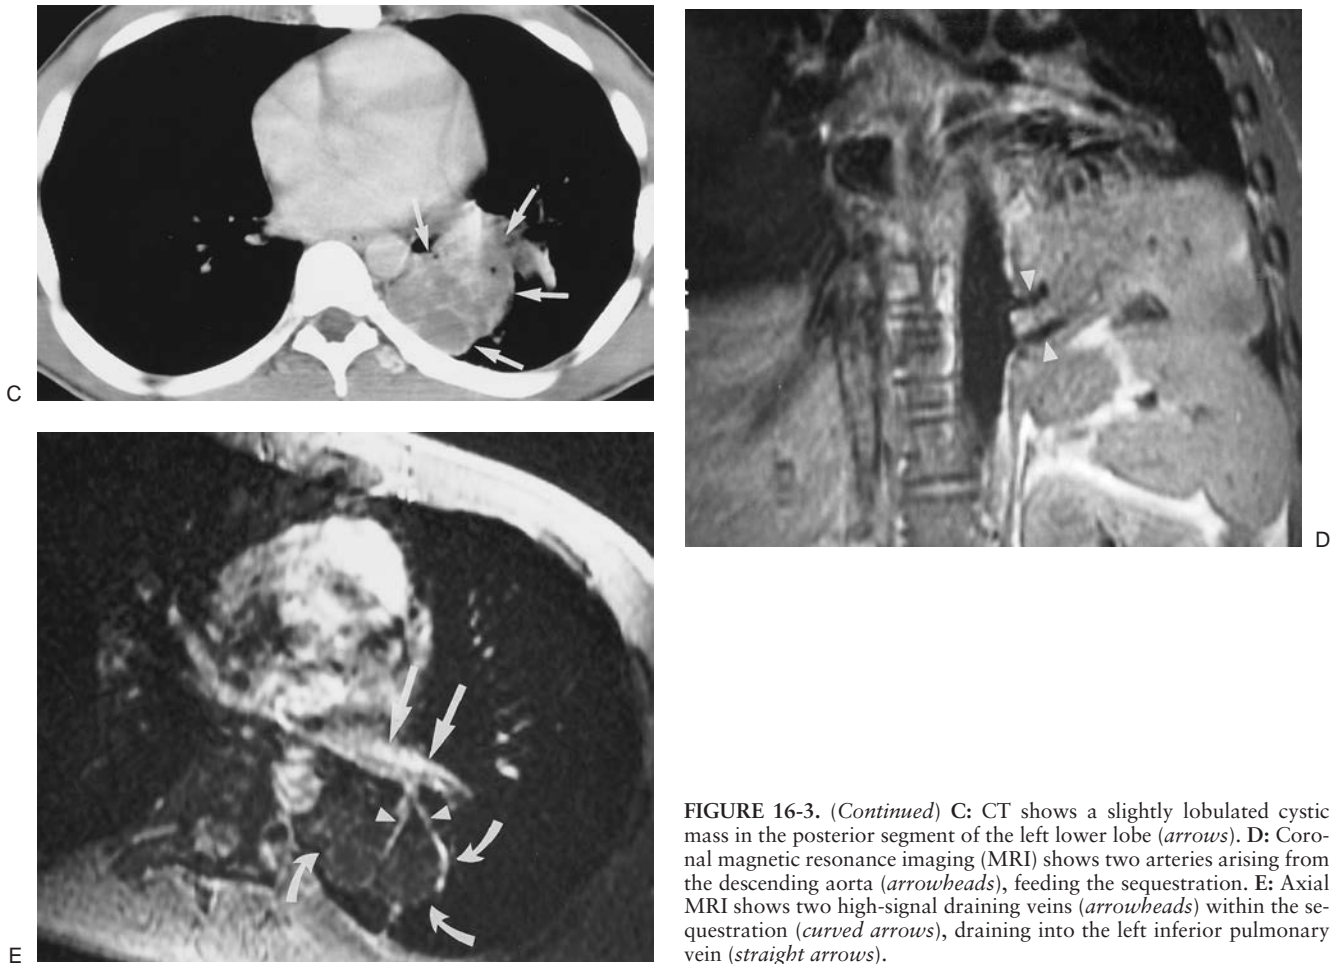 C
D
E
FIGURE 16-3. (Continued) C: CT shows a slightly lobulated cystic
mass in the posterior segment of the left lower lobe (arrows). D: Coro-
nal magnetic resonance imaging (MRI) shows two arteries arising from
the descending aorta (arrowheads), feeding the sequestration. E: Axial
MRI shows two high-signal draining veins (arrowheads) within the se-
questration (curved arrows), draining into the left inferior pulmonary
vein (straight arrows).